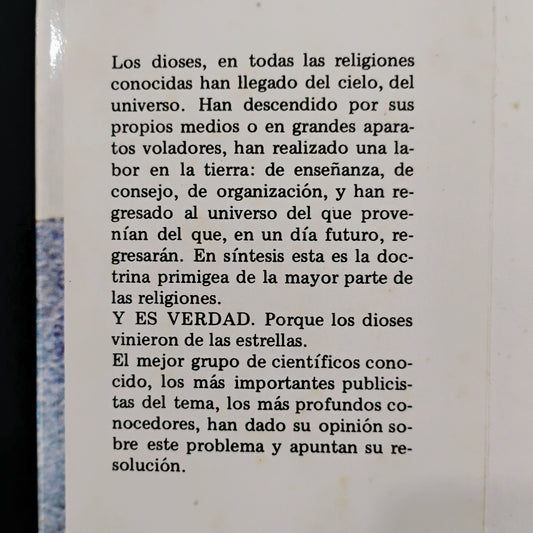 Los dioses, en todas las religiones
conocidas han llegado del cielo, del
universo. Han descendido por sus
propios medios o en grandes apara-
tos voladores, han realizado una la-
bor en la tierra: de enseñanza, de
consejo, de organización, y han re-
gresado al universo del que prove-
nían del que, en un día futuro, re-
gresarán. En síntesis esta es la doc-
trina primigea de la mayor parte de
las religiones.
Y ES VERDAD. Porque los dioses
vinieron de las estrellas.
El mejor grupo de científicos cono-
cido, los más importantes publicis-
tas del tema, los más profundos co-
nocedores, han dado su opinión so-
bre este problema y apuntan su re-
solución.